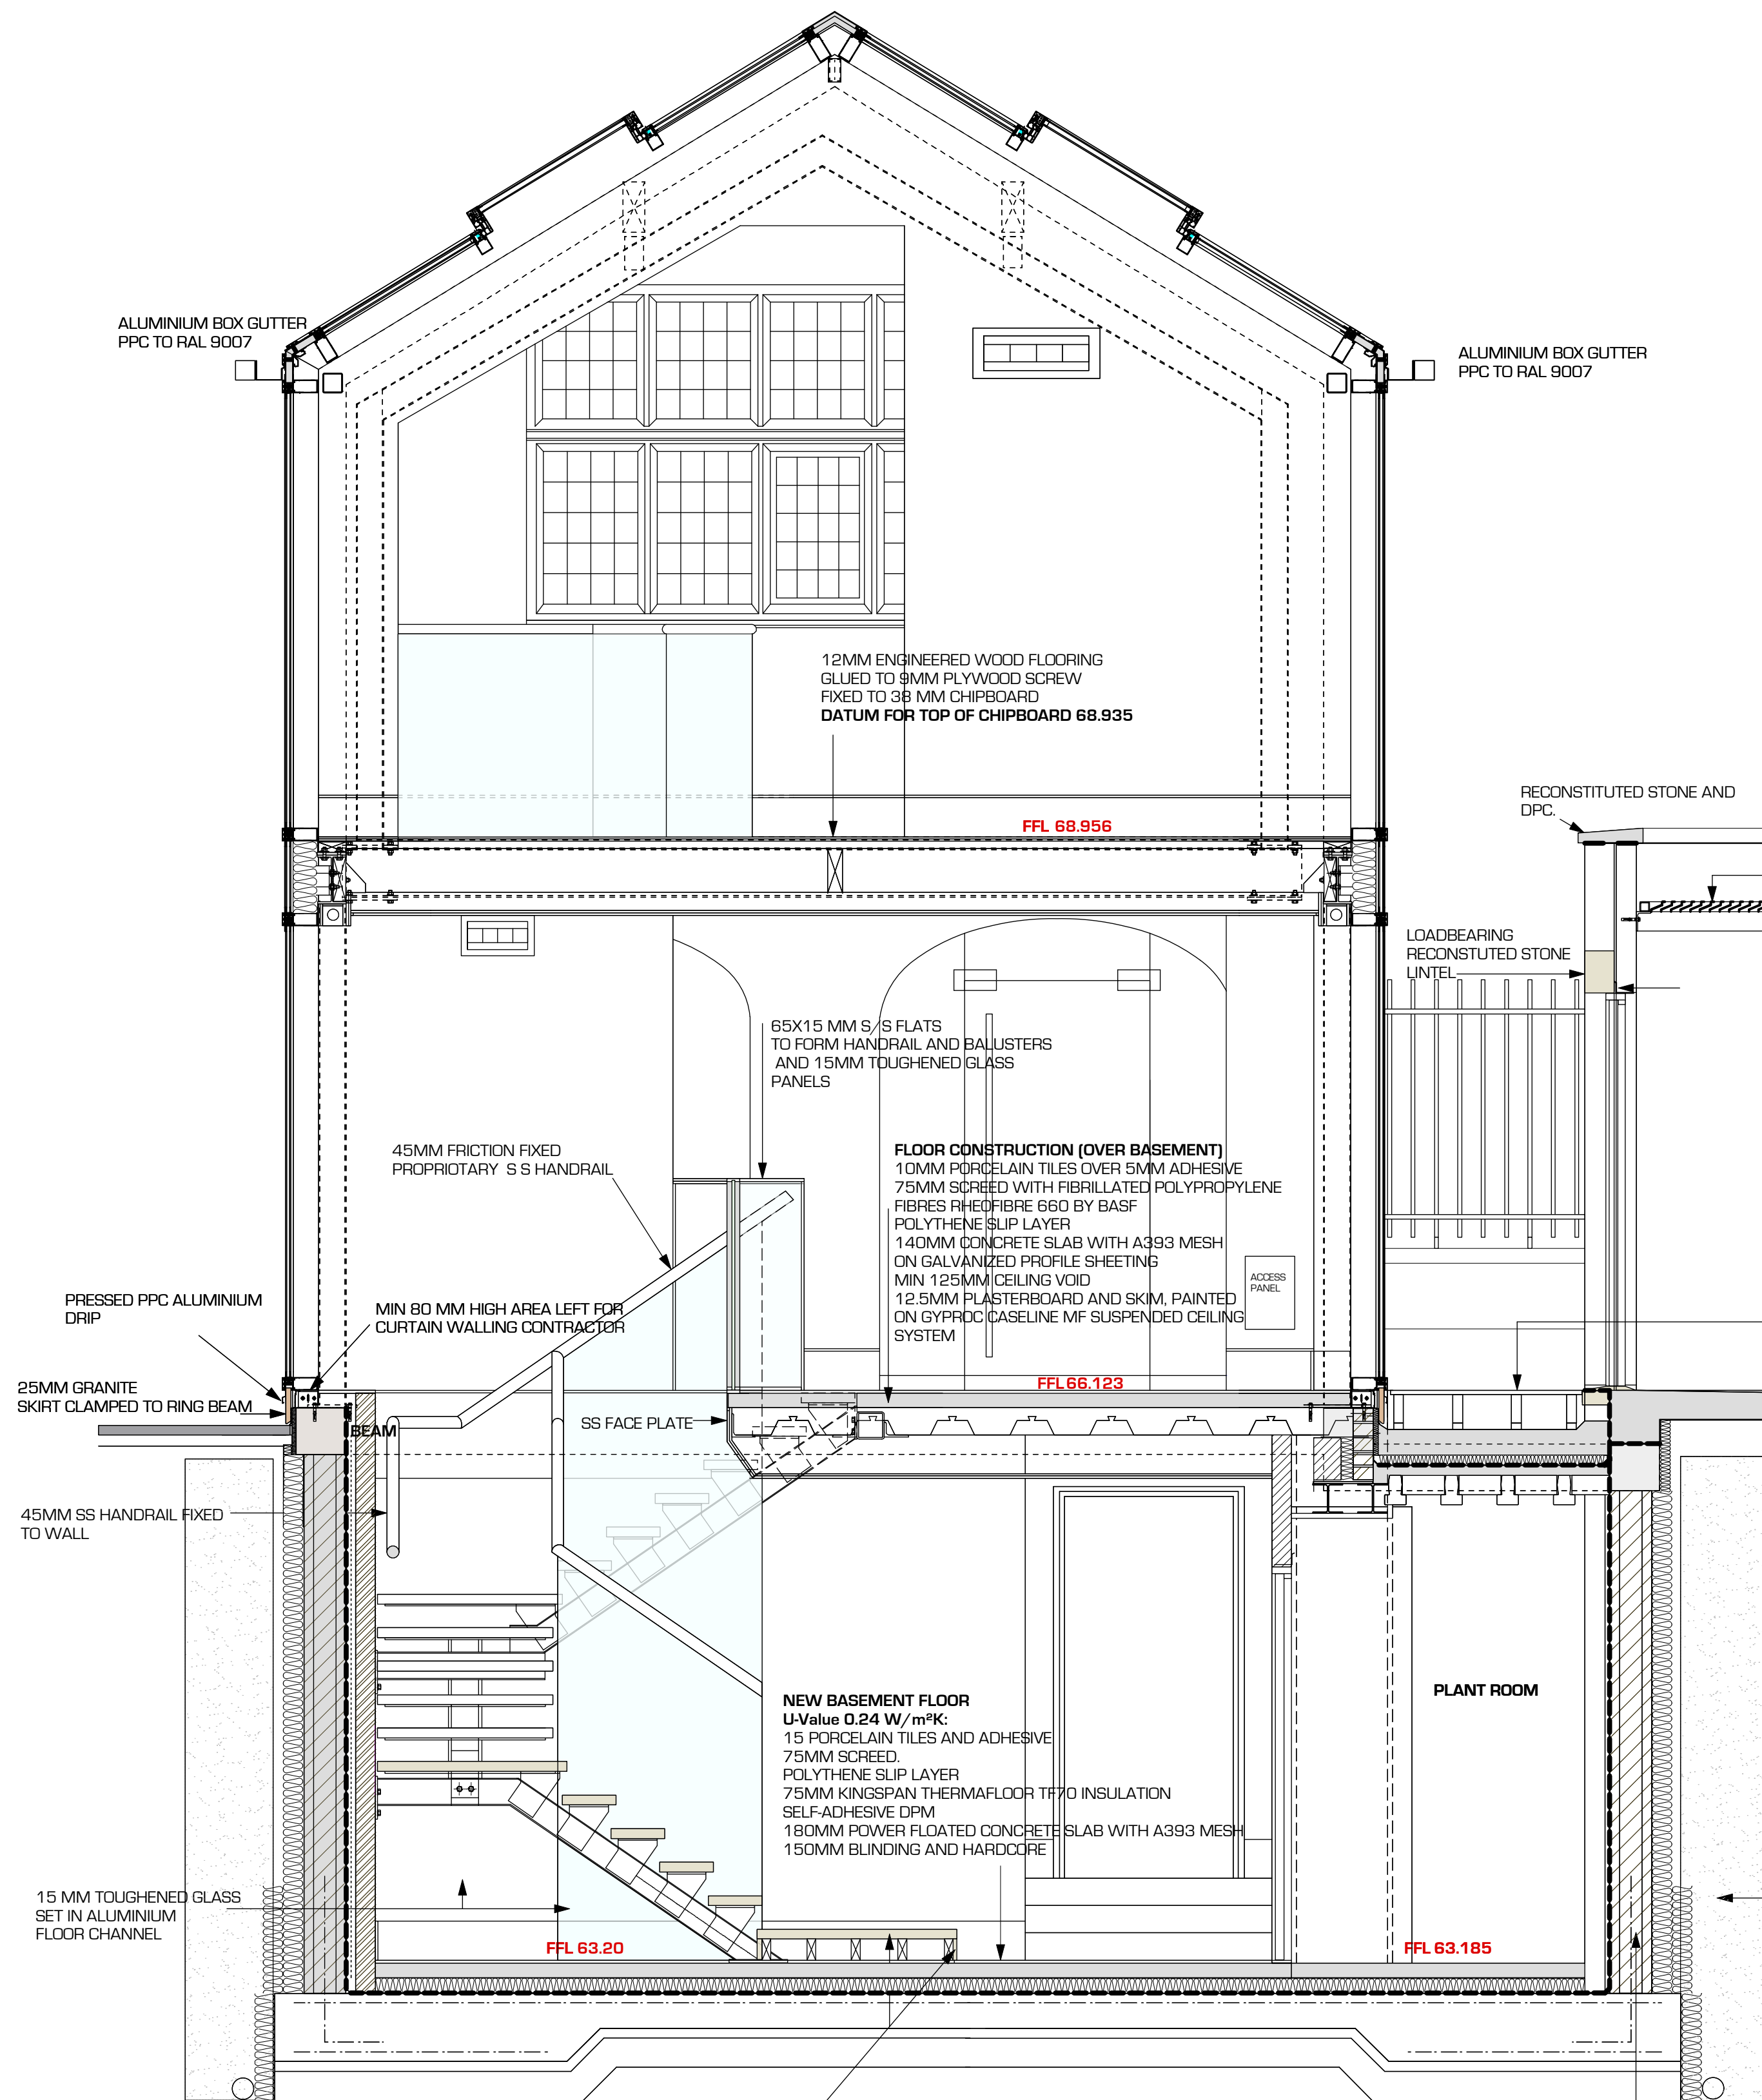 ALUMINIUM BOX GUTTER
PPC TO RAL 9007
ALUMINIUM BOX GUTTER
PPC TO RAL 9007
12MM ENGINEERED WOOD FLOORING
GLUED TO 9MM PLYWOOD SCREW
FIXED TO 38 MM CHIPBOARD
DATUM FOR TOP OF CHIPBOARD 68.935
FFL 68.956
RECONSTITUTED STONE AND
DPC.
LOADBEARING
RECONSTUTED STONE
LINTEL
65X15 MM S/S FLATS
TO FORM HANDRAIL AND BALUSTERS
AND 15MM TOUGHENED GLASS
PANELS
45MM FRICTION FIXED
PROPRIOTARY S S HANDRAIL
FLOOR CONSTRUCTION (OVER BASEMENT)
10MM PORCELAIN TILES OVER 5MM ADHESIVE
75MM SCREED WITH FIBRILLATED POLYPROPYLENE
FIBRES RHEOFIBRE 660 BY BASF
POLYTHENE SLIP LAYER
140MM CONCRETE SLAB WITH A393 MESH
ON GALVANIZED PROFILE SHEETING
MIN 125MM CEILING VOID
12.5MM PLASTERBOARD AND SKIM, PAINTED
ON GYPROC CASELINE MF SUSPENDED CEILING
SYSTEM
ACCESS
PANEL
PRESSED PPC ALUMINIUM
DRIP
MIN 80 MM HIGH AREA LEFT FOR
CURTAIN WALLING CONTRACTOR
25MM GRANITE
SKIRT CLAMPED TO RING BEAM
FFL 66.123
BEAM
SS FACE PLATE
45MM SS HANDRAIL FIXED
TO WALL
PLANT ROOM
NEW BASEMENT FLOOR
U-Value 0.24 W/m²K:
15 PORCELAIN TILES AND ADHESIVE
75MM SCREED.
POLYTHENE SLIP LAYER
75MM KINGSPAN THERMAFLOOR TF70 INSULATION
SELF-ADHESIVE DPM
180MM POWER FLOATED CONCRETE SLAB WITH A393 MESH
150MM BLINDING AND HARDCORE
15 MM TOUGHENED GLASS
SET IN ALUMINIUM
FLOOR CHANNEL
FFL 63.20
FFL 63.185